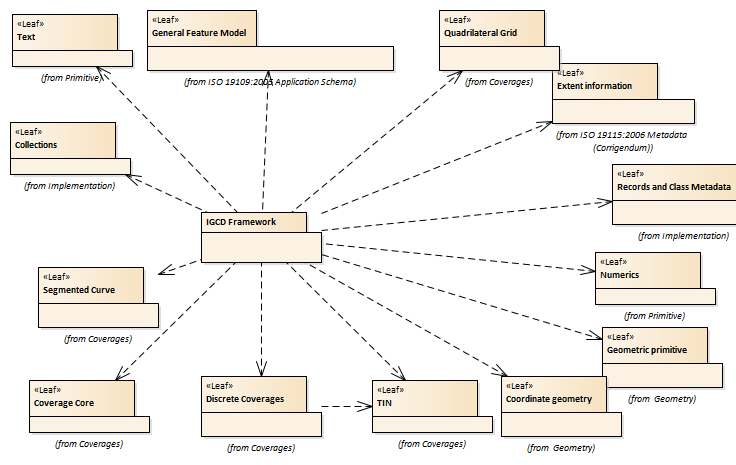 «Leaf»
Text
(from Primitive)
«Leaf»
General Feature Model
(from ISO 19109:2005 Application Schema)
«Leaf»
Quadrilateral Grid
(from Coverages)
«Leaf»
Extent information
(from ISO 19115:2006 Metadata
(Corrigendum))
«Leaf»
Collections
(from Implementation)
«Leaf»
Records and Class Metadata
(from Implementation)
IGCD Framework
«Leaf»
Segmented Curve
(from Coverages)
«Leaf»
Numerics
(from Primitive)
«Leaf»
Geometric primitive
(from Geometry)
«Leaf»
Coverage Core
(from Coverages)
«Leaf»
Discrete Coverages
(from Coverages)
«Leaf»
TIN
(from Coverages)
«Leaf»
Coordinate geometry
(from Geometry)